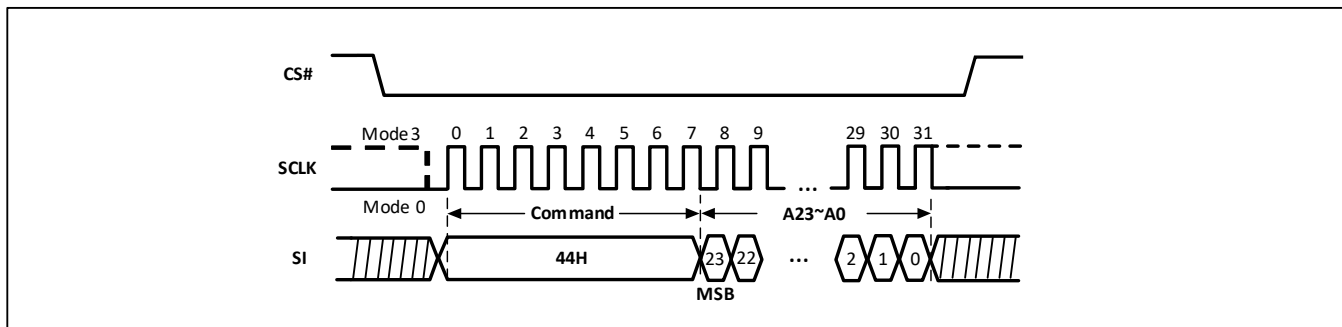 CS#
Mode 3 0 1 2 3 4 5 6 7 8 9 29 30 31
SCLK
...
Mode 0 Command A23~A0
SI 44H 23 22 ... 2 1 0
MSB